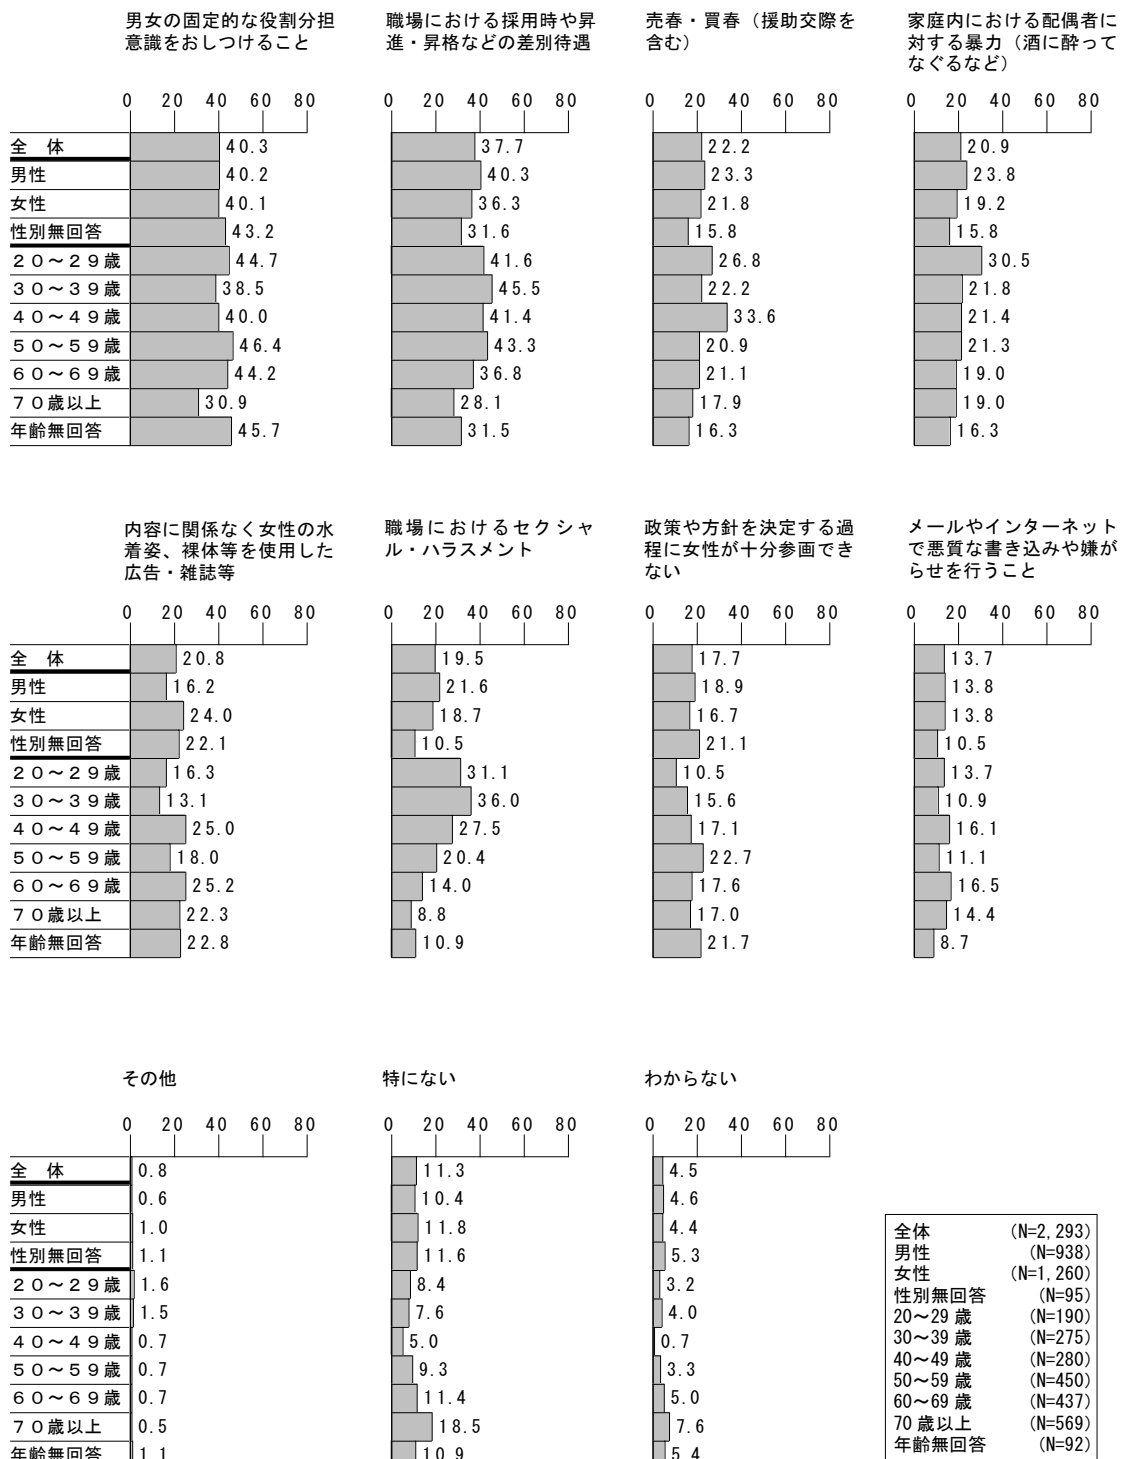 男女の固定的な役割分担
意識をおしつけること
職場における採用時や昇
進・昇格などの差別待遇
売春・買春（援助交際を
含む）
家庭内における配偶者に
対する暴力（酒に酔って
なぐるなど）
0 20 40 60 80 0 20 40 60 80 0 20 40 60 80 0 20 40 60 80
全　体 40.3 37.7 22.2 20.9
男性 40.2 40.3 23.3 23.8
女性 40.1 36.3 21.8 19.2
性別無回答 43.2 31.6 15.8 15.8
２０～２９歳 44.7 41.6 26.8 30.5
３０～３９歳 38.5 45.5 22.2 21.8
４０～４９歳 40.0 41.4 33.6 21.4
５０～５９歳 46.4 43.3 20.9 21.3
６０～６９歳 44.2 36.8 21.1 19.0
７０歳以上 30.9 28.1 17.9 19.0
年齢無回答 45.7 31.5 16.3 16.3
内容に関係なく女性の水
着姿、裸体等を使用した
広告・雑誌等
職場におけるセクシャ
ル・ハラスメント
政策や方針を決定する過
程に女性が十分参画でき
ない
メールやインターネット
で悪質な書き込みや嫌が
らせを行うこと
0 20 40 60 80 0 20 40 60 80 0 20 40 60 80 0 20 40 60 80
全　体 20.8 19.5 17.7 13.7
男性 16.2 21.6 18.9 13.8
女性 24.0 18.7 16.7 13.8
性別無回答 22.1 10.5 21.1 10.5
２０～２９歳 16.3 31.1 10.5 13.7
３０～３９歳 13.1 36.0 15.6 10.9
４０～４９歳 25.0 27.5 17.1 16.1
５０～５９歳 18.0 20.4 22.7 11.1
６０～６９歳 25.2 14.0 17.6 16.5
７０歳以上 22.3 8.8 17.0 14.4
年齢無回答 22.8 10.9 21.7 8.7
その他
特にない
わからない
0 20 40 60 80 0 20 40 60 80 0 20 40 60 80
全　体 0.8 11.3 4.5
男性 0.6 10.4 4.6
女性 1.0 11.8 4.4
性別無回答 1.1 11.6 5.3
２０～２９歳 1.6 8.4 3.2
３０～３９歳 1.5 7.6 4.0
４０～４９歳 0.7 5.0 0.7
５０～５９歳 0.7 9.3 3.3
６０～６９歳 0.7 11.4 5.0
７０歳以上 0.5 18.5 7.6
年齢無回答 1.1 10.9 5.4
全体 (N=2,293)
男性 (N=938)
女性 (N=1,260)
性別無回答 (N=95)
20～29 歳 (N=190)
30～39 歳 (N=275)
40～49 歳 (N=280)
50～59 歳 (N=450)
60～69 歳 (N=437)
70 歳以上 (N=569)
年齢無回答 (N=92)